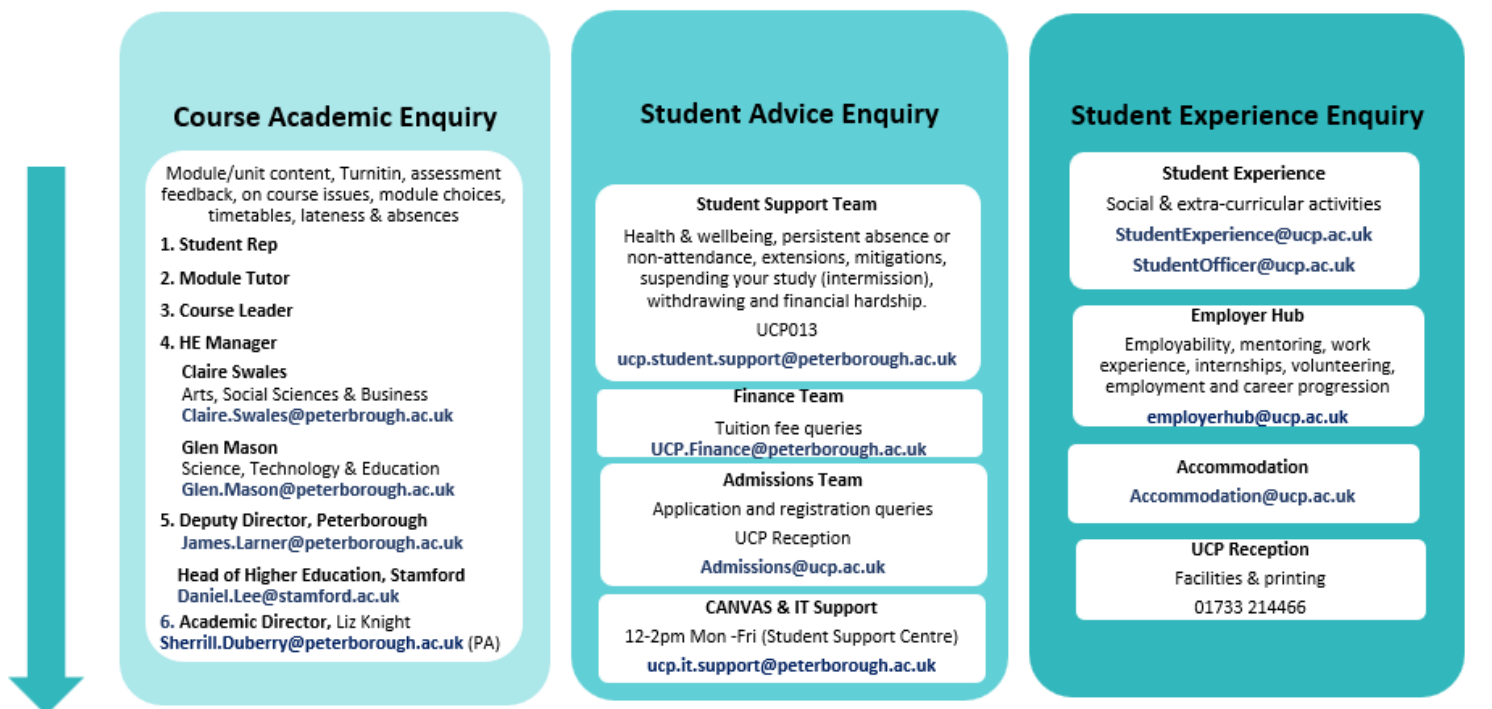 Course Academic Enquiry
Module/unit content, Turnitin, assessment
feedback, on course issues, module choices,
timetables, lateness & absences
1. Student Rep
2. Module Tutor
3. Course Leader
4. HE Manager
Claire Swales
Arts, Social Sciences & Business
Claire.Swales@peterbrough.ac.uk
Glen Mason
Science, Technology & Education
Glen.Mason@peterborough.ac.uk
5. Deputy Director, Peterborough
James.Larner@peterborough.ac.uk
Head of Higher Education, Stamford
Daniel.Lee@stamford.ac.uk
6. Academic Director, Liz Knight
Sherrill.Duberry@peterborough.ac.uk (PA)
Student Advice Enquiry
Student Support Team
Health & wellbeing, persistent absence or
non-attendance, extensions, mitigations,
suspending your study (intermission),
withdrawing and financial hardship.
UCP013
ucp.student.support@peterborough.ac.uk
Finance Team
Tuition fee queries
UCP.Finance@peterborough.ac.uk
Admissions Team
Application and registration queries
UCP Reception
Admissions@ucp.ac.uk
CANVAS & IT Support
12-2pm Mon -Fri (Student Support Centre)
ucp.it.support@peterborough.ac.uk
Student Experience Enquiry
Student Experience
Social & extra-curricular activities
StudentExperience@ucp.ac.uk
StudentOfficer@ucp.ac.uk
Employer Hub
Employability, mentoring, work
experience, internships, volunteering,
employment and career progression
employerhub@ucp.ac.uk
Accommodation
Accommodation@ucp.ac.uk
UCP Reception
Facilities & printing
01733 214466